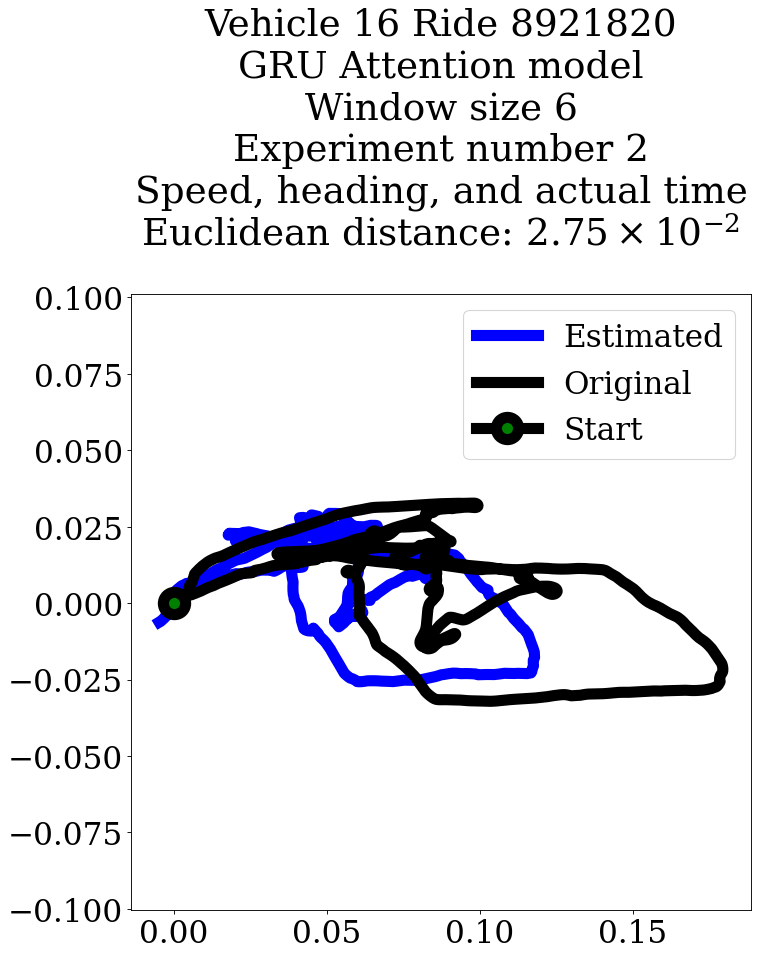 Vehicle 16 Ride 8921820
GRU Attention model
Window size 6
Experiment number 2
Speed, heading, and actual time
Euclidean distance: 2.75 × 10⁻²
0.100
0.075
0.050
0.025
0.000
−0.025
−0.050
−0.075
−0.100
Estimated
Original
Start
0.00 0.05 0.10 0.15